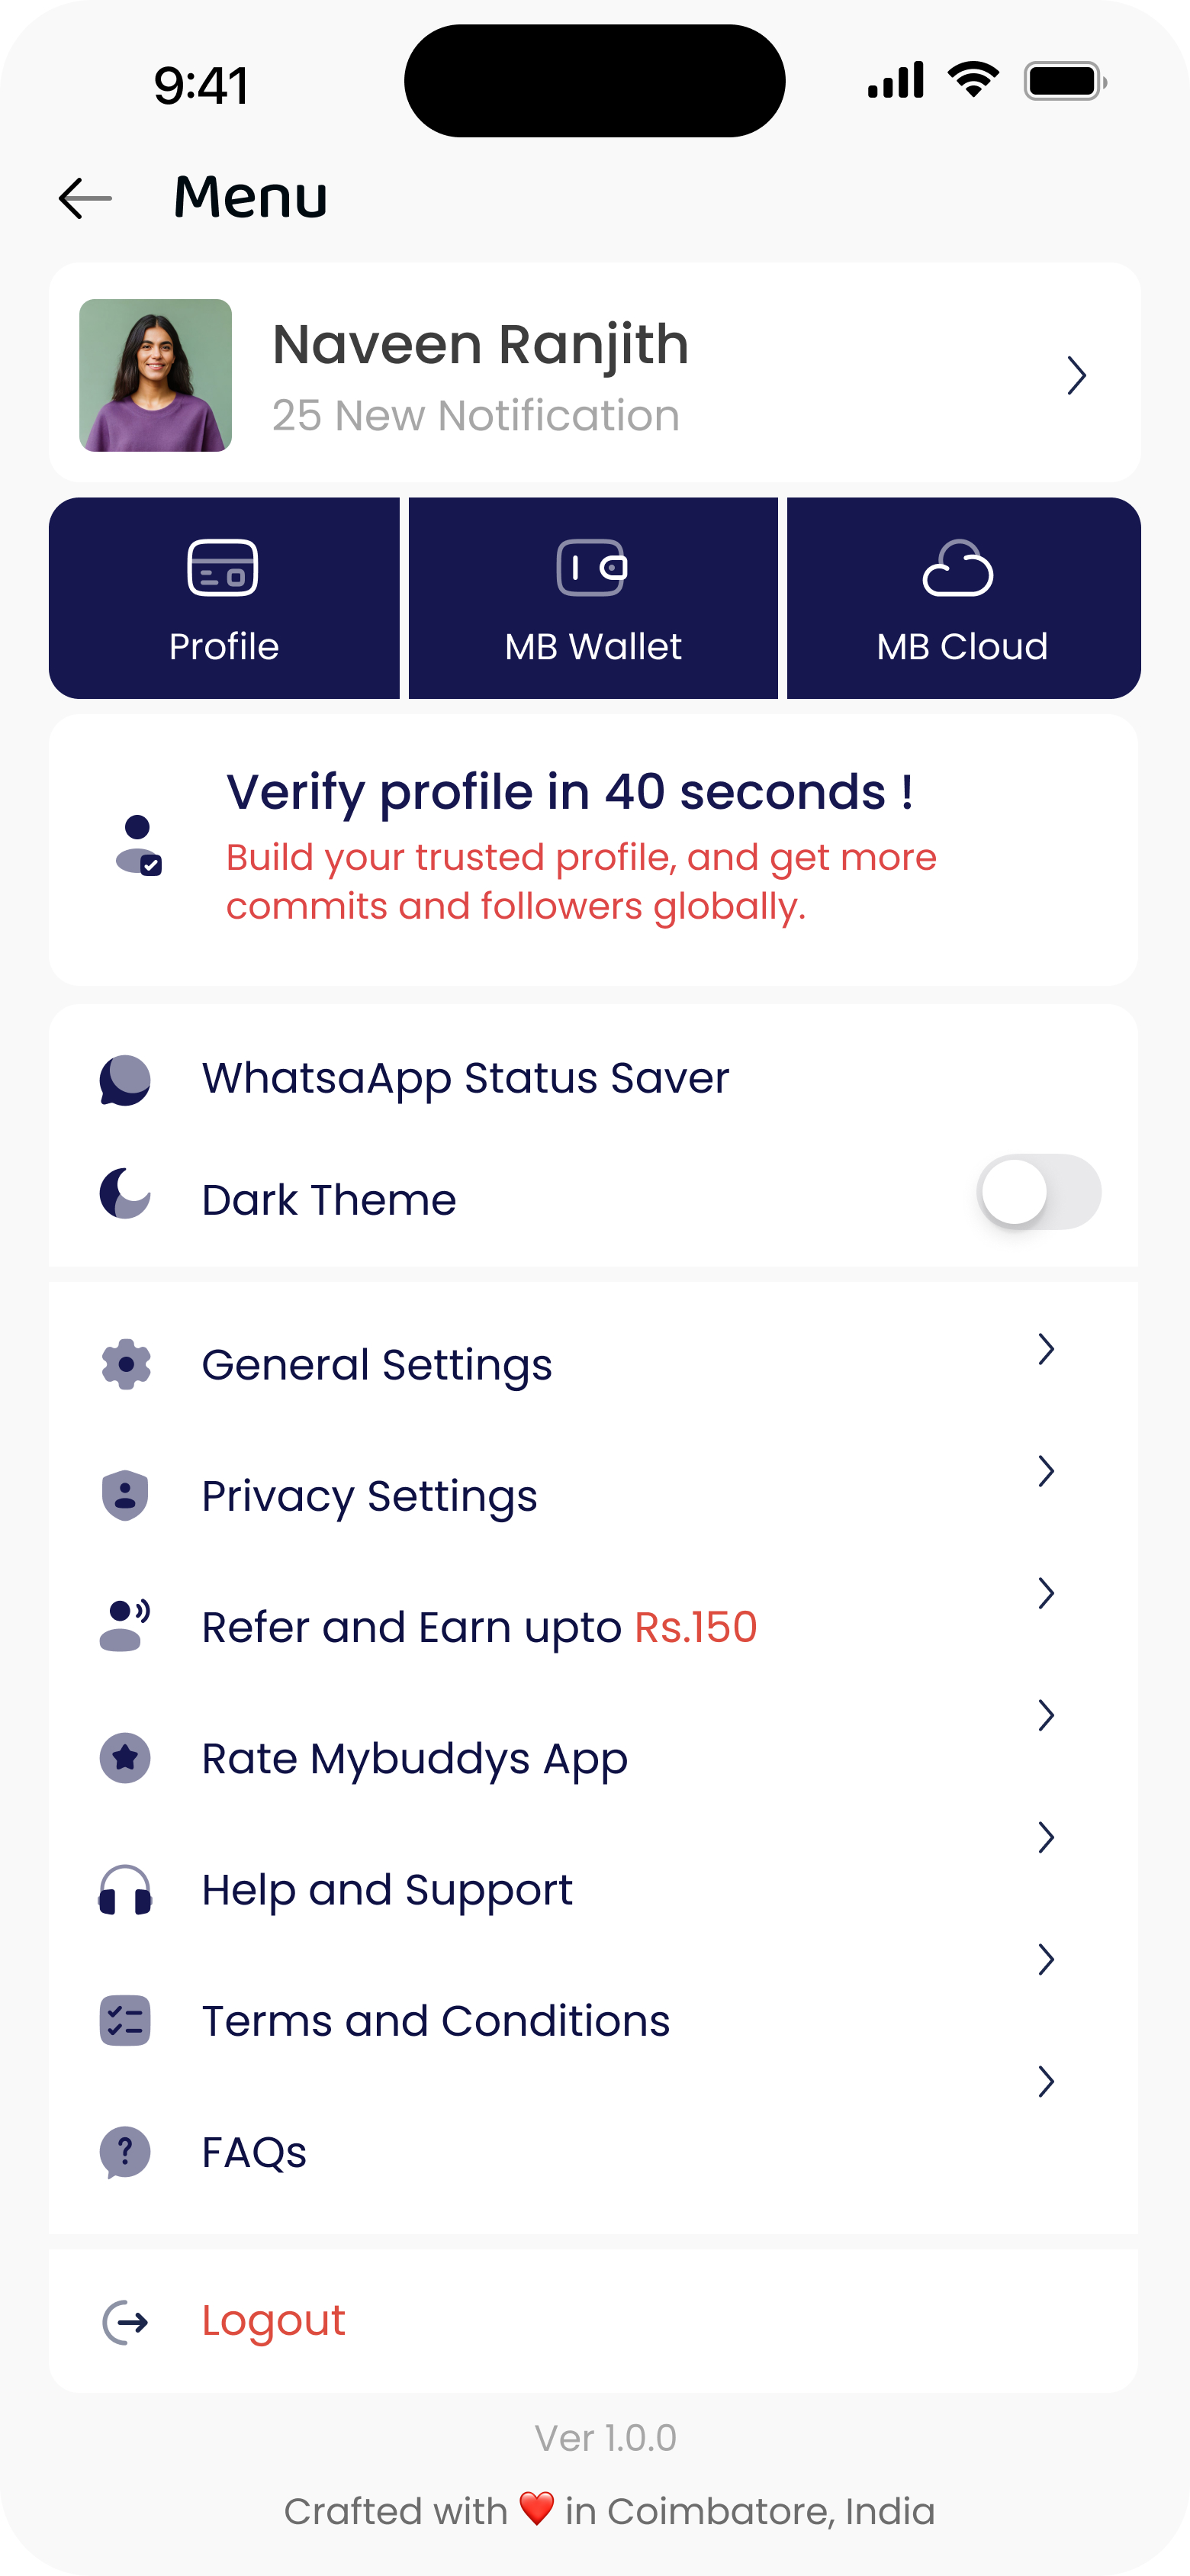 9:41
Menu
Naveen Ranjith
25 New Notification
Profile
MB Wallet
MB Cloud
Verify profile in 40 seconds !
Build your trusted profile, and get more
commits and followers globally.
WhatsaApp Status Saver
Dark Theme
General Settings
Privacy Settings
Refer and Earn upto Rs.150
Rate Mybuddys App
Help and Support
Terms and Conditions
FAQs
Logout
Ver 1.0.0
Crafted with ❤️ in Coimbatore, India